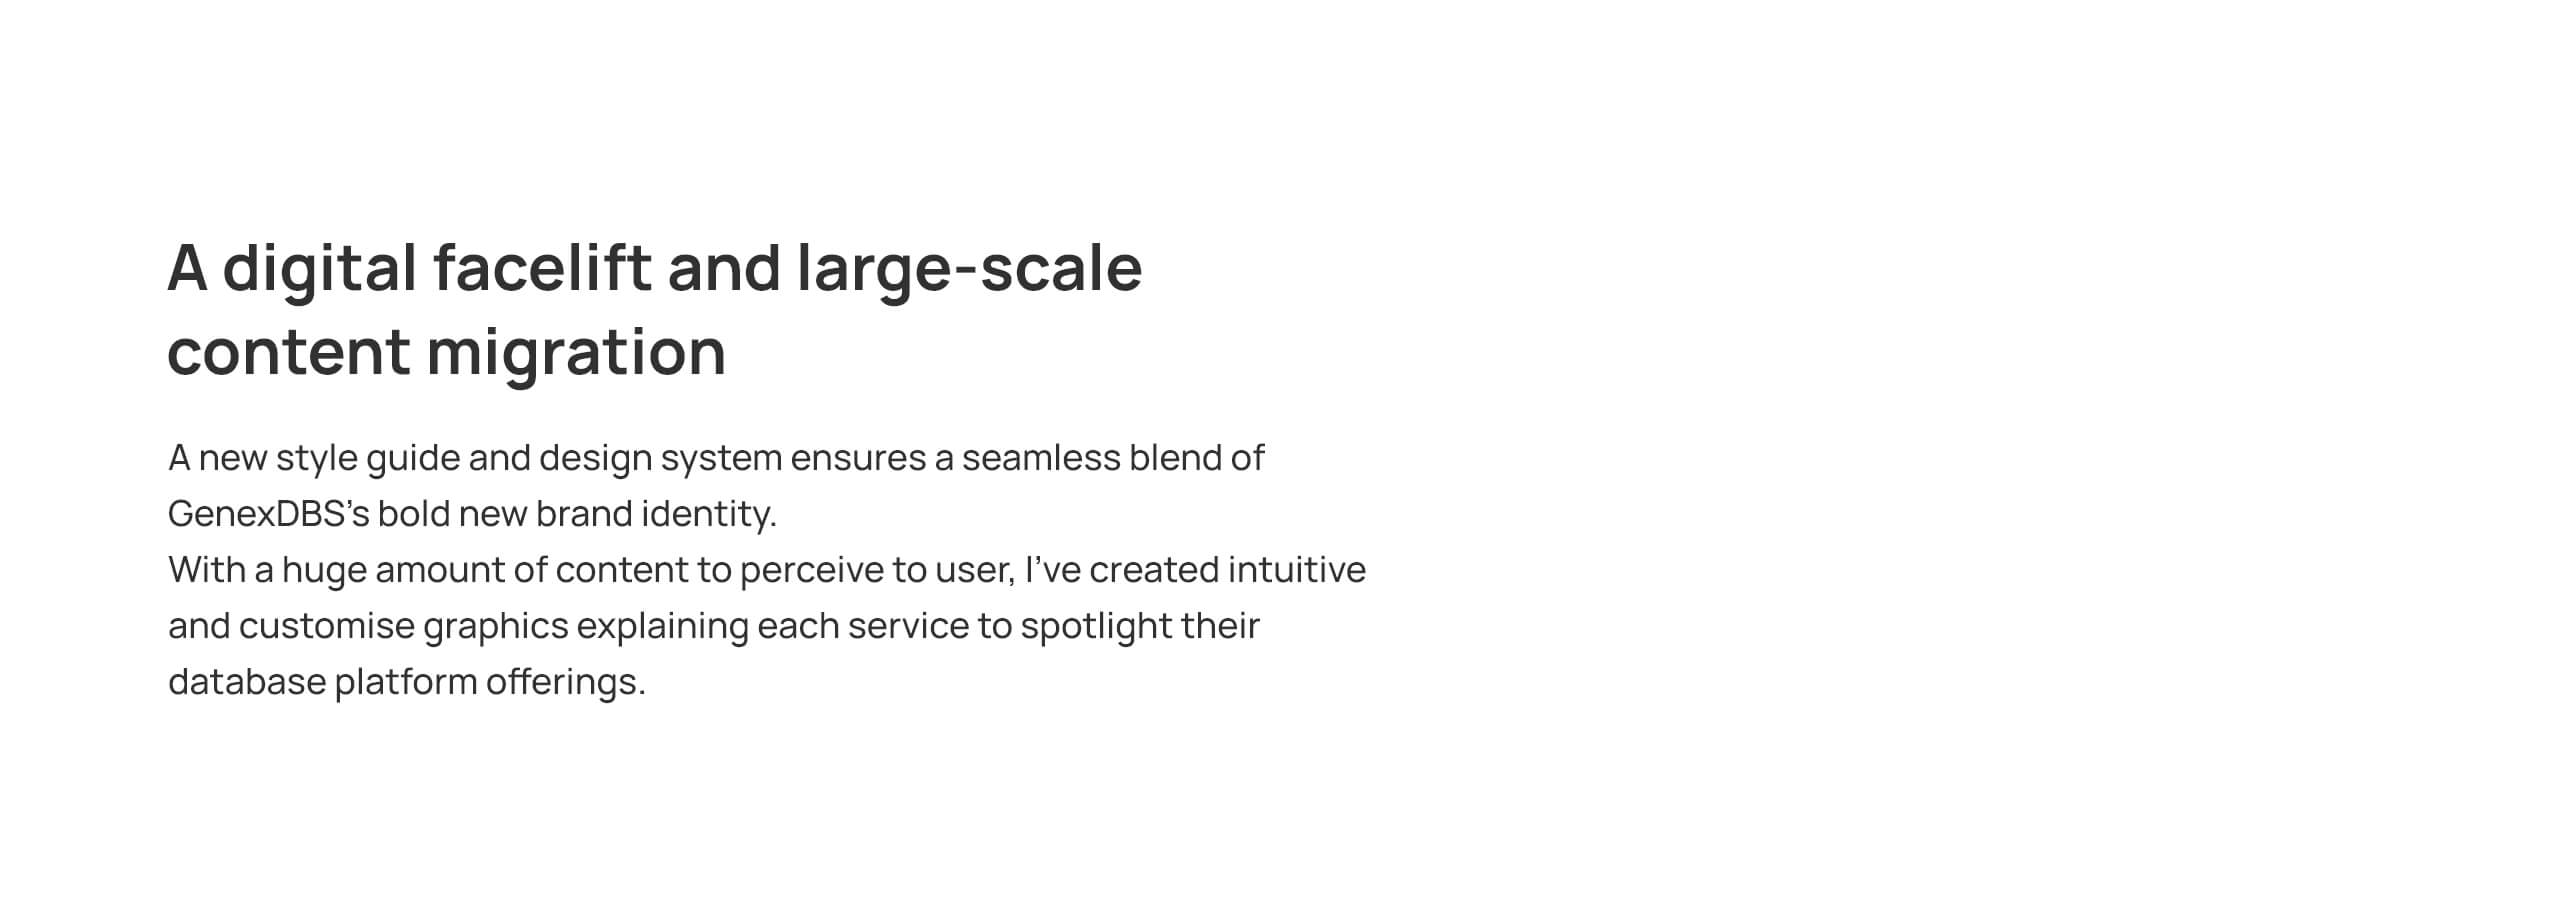 A digital facelift and large-scale
content migration
A new style guide and design system ensures a seamless blend of
GenexDBS’s bold new brand identity.
With a huge amount of content to perceive to user, I’ve created intuitive
and customise graphics explaining each service to spotlight their
database platform offerings.